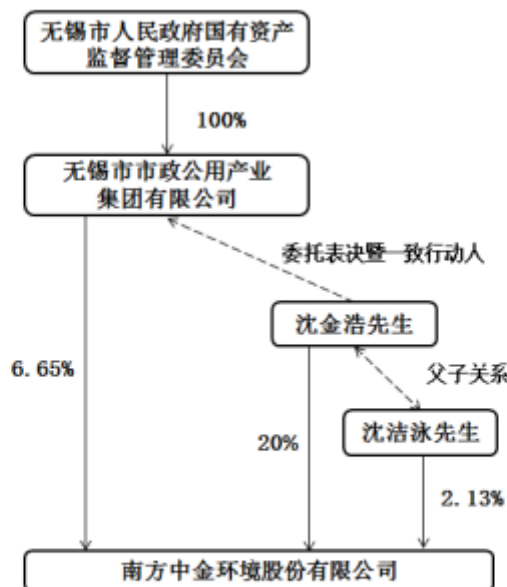 无锡市人民政府国有资产
监督管理委员会
100%
无锡市市政公用产业
集团有限公司
委托表决暨一致行动人
沈金浩先生
6.65%
父子关系
沈洁泳先生
20%
2.13%
南方中金环境股份有限公司